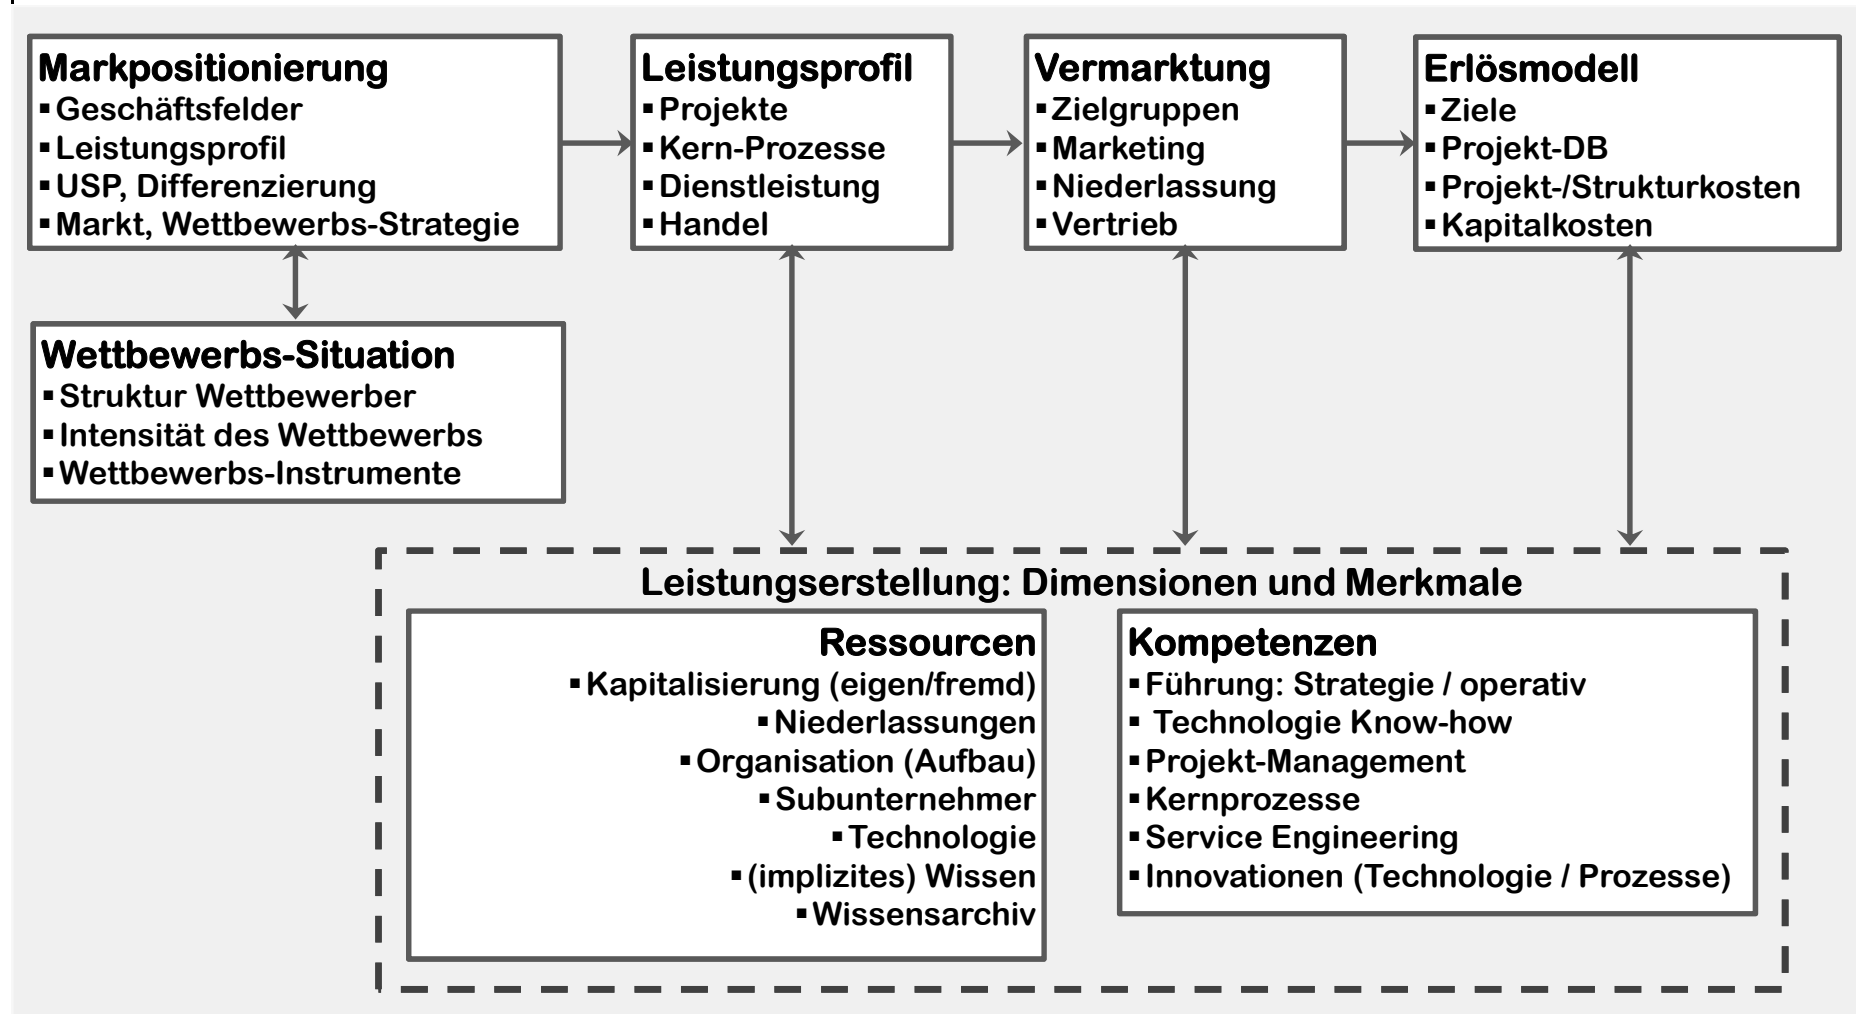 Markpositionierung
▪Geschäftsfelder
▪Leistungsprofil
▪USP, Differenzierung
▪Markt, Wettbewerbs-Strategie
Leistungsprofil
▪Projekte
▪Kern-Prozesse
▪Dienstleistung
▪Handel
Vermarktung
▪Zielgruppen
▪Marketing
▪Niederlassung
▪Vertrieb
Erlösmodell
▪Ziele
▪Projekt-DB
▪Projekt-/Strukturkosten
▪Kapitalkosten
Wettbewerbs-Situation
▪Struktur Wettbewerber
▪Intensität des Wettbewerbs
▪Wettbewerbs-Instrumente
Leistungserstellung: Dimensionen und Merkmale
Ressourcen
▪Kapitalisierung (eigen/fremd)
▪Niederlassungen
▪Organisation (Aufbau)
▪Subunternehmer
▪Technologie
▪(implizites) Wissen
▪Wissensarchiv
Kompetenzen
▪Führung: Strategie / operativ
▪ Technologie Know-how
▪Projekt-Management
▪Kernprozesse
▪Service Engineering
▪Innovationen (Technologie / Prozesse)